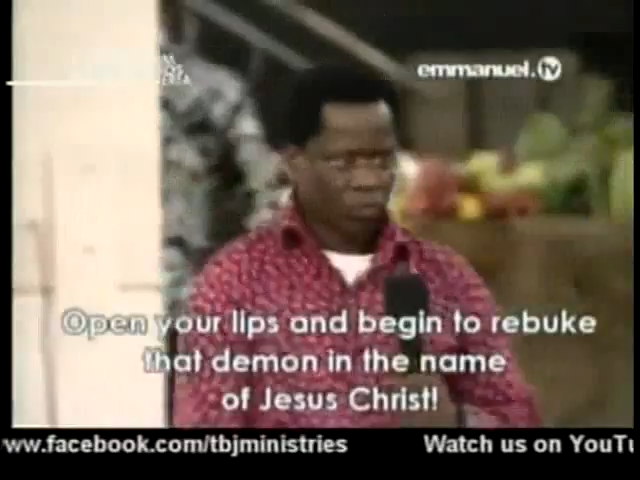 emmanuel.tv
Open your lips and begin to rebuke
that demon in the name
of Jesus Christ!
ww.facebook.com/tbjministries Watch us on YouTu